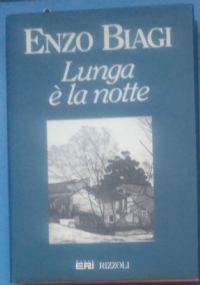 ENZO BIAGI
Lunga
è la notte
ERI RIZZOLI